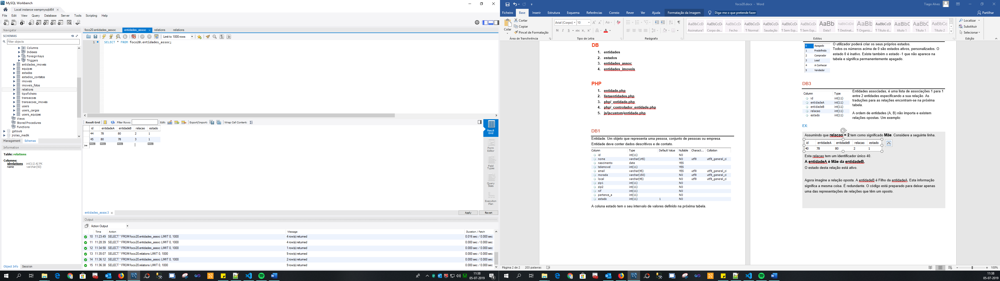 MySQL Workbench
Local instance wampmysqld64
File Edit View Query Database Server Tools Scripting Help
Navigator
SCHEMAS
Filter objects
Columns
Indexes
Foreign Keys
Triggers
entidades_imoveis
equipas
estados
estados_contatos
imoveis
imoveis_fotos
relations
tipoficheiro
transacoes
transacoes_imoveis
users
users_cargos
users_equipas
Views
Stored Procedures
Functions
gstours
jrolao_medik
Management Schemas
Information
Table: relations
Columns:
idrelations int(11) AI PK
name varchar(50)
Object Info Session
foco20.entidades_assoc entidades_assoc relations relations
Limit to 1000 rows
1 SELECT * FROM foco20.entidades_assoc;
Result Grid Filter Rows: Edit: Export/Import: Wrap Cell Content:
id entidadeA entidadeB relacao estado
44 78 80 2 1
45 80 78 3 1
NULL NULL NULL NULL
Result Grid
Form Editor
Field Types
Query Stats
Execution Plan
entidades_assoc3
Apply Revert
Output
Action Output
Time Action Message Duration / Fetch
10 11:23:49 SELECT * FROM foco20.entidades_assoc LIMIT 0, 1000 4 row(s) returned 0.016 sec / 0.000 sec
11 11:28:39 SELECT * FROM foco20.entidades_assoc LIMIT 0, 1000 4 row(s) returned 0.000 sec / 0.000 sec
12 11:34:58 SELECT * FROM foco20.entidades_assoc LIMIT 0, 1000 1 row(s) returned 0.000 sec / 0.000 sec
13 11:35:07 SELECT * FROM foco20.relations LIMIT 0, 1000 9 row(s) returned 0.000 sec / 0.000 sec
14 11:36:12 SELECT * FROM foco20.entidades_assoc LIMIT 0, 1000 2 row(s) returned 0.000 sec / 0.000 sec
15 11:36:38 SELECT * FROM foco20.relations LIMIT 0, 1000 9 row(s) returned 0.000 sec / 0.000 sec
11:38
05-07-2019
foco20.docx - Word
Tiago Alves
Ficheiro Base Inserir Estrutura Esquema Referências Correio Rever Ver Ajuda Formatação da Imagem Diga-me o que pretende fazer Partilhar
Colar
Cortar
Copiar
Pincel de Formatação
Área de Transferência
Arial (Corpo) 10
Tipo de Letra
Parágrafo
Assinatura1 Corpo de... Fecho ¶ Normal Saudação ¶ Sem Esp... ¶ Sem Esp... Data1 ¶ Destinat... ¶ Organiz... ¶ Título d... título 1 ¶ Título 1 Título 2
Estilos
Localizar
Substituir
Selecionar
Edição
DB
1. entidades
2. estados
3. entidades_assoc
4. entidades_imoveis
PHP
1. entidade.php
2. listaentidades.php
3. php/_entidade.php
4. php/_controlador_entidade.php
5. js/jscustom/entidade.php
DB1
Entidade. Um objeto que representa uma pessoa, conjunto de pessoas ou empresa.
Entidade deve conter dados descritivos e de contato.
Column Type Default Value Nullable Charact... Collation
id int(11) NO
nome varchar(145) NO utf8 utf8_general_ci
nascimento date YES
telemovel int(11) YES
email varchar(45) YES utf8 utf8_general_ci
morada varchar(150) NO utf8 utf8_general_ci
local varchar(45) NO utf8 utf8_general_ci
zip1 int(11) NO
zip2 int(11) NO
nif int(11) NO
pertence_a int(11) NO
estado int(11) 1 NO
A coluna estado tem o seu intervalo de valores definido na próxima tabela.
0 Apagado
1 Predefinido
2 Comprador
3 Lead
4 A Conhecer
5 Vendedor
O utilizador poderá criar os seus próprios estados.
Todos os números acima de 0 são estados ativos, personalizados. O
estado 0 é inativo. Existe também o estado -1 que não aparece na
tabela e significa permanentemente apagado.
DB3
Column Type
id int(11)
entidadeA int(11)
entidadeB int(11)
relacao int(11)
estado int(11)
Entidades associadas, é uma lista de associações 1 para 1
entre 2 entidades especificando a sua relação. As
traduções para as relações encontram-se na próxima
tabela.
A ordem de entidades (A, B) não importa e existem
relações opostas. Um exemplo:
EX:
Assumindo que relacao = 2 tem como significado Mãe. Considere a seguinte linha.
id entidadeA entidadeB relacao estado
40 78 80 2 1
Esta relacao tem um identificador único 40.
A entidadeA é Mãe da entidadeB.
O estado desta relação está ativo.
Agora imagine a relação oposta. A entidadeB é Filho da entidadeA. Esta informação
significa a mesma coisa. É redundante. O código está preparado para deixar apenas
uma das representações de relações que têm um oposto.
Página 2 de 2 203 palavras
100%
11:38
05-07-2019